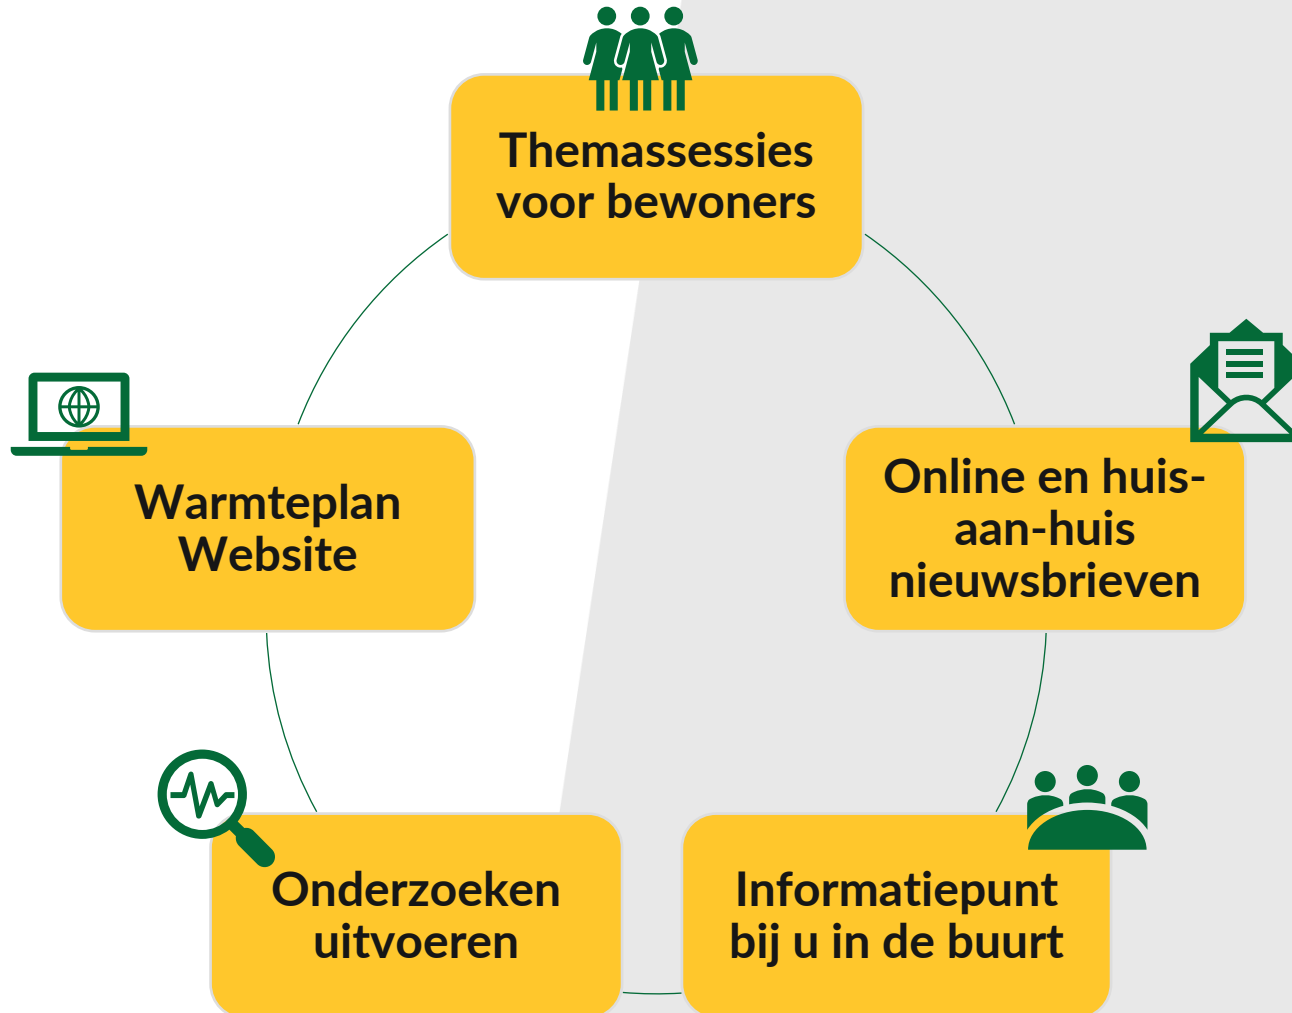 Themassessies
voor bewoners
Warmteplan
Website
Online en huis-
aan-huis
nieuwsbrieven
Onderzoeken
uitvoeren
Informatiepunt
bij u in de buurt